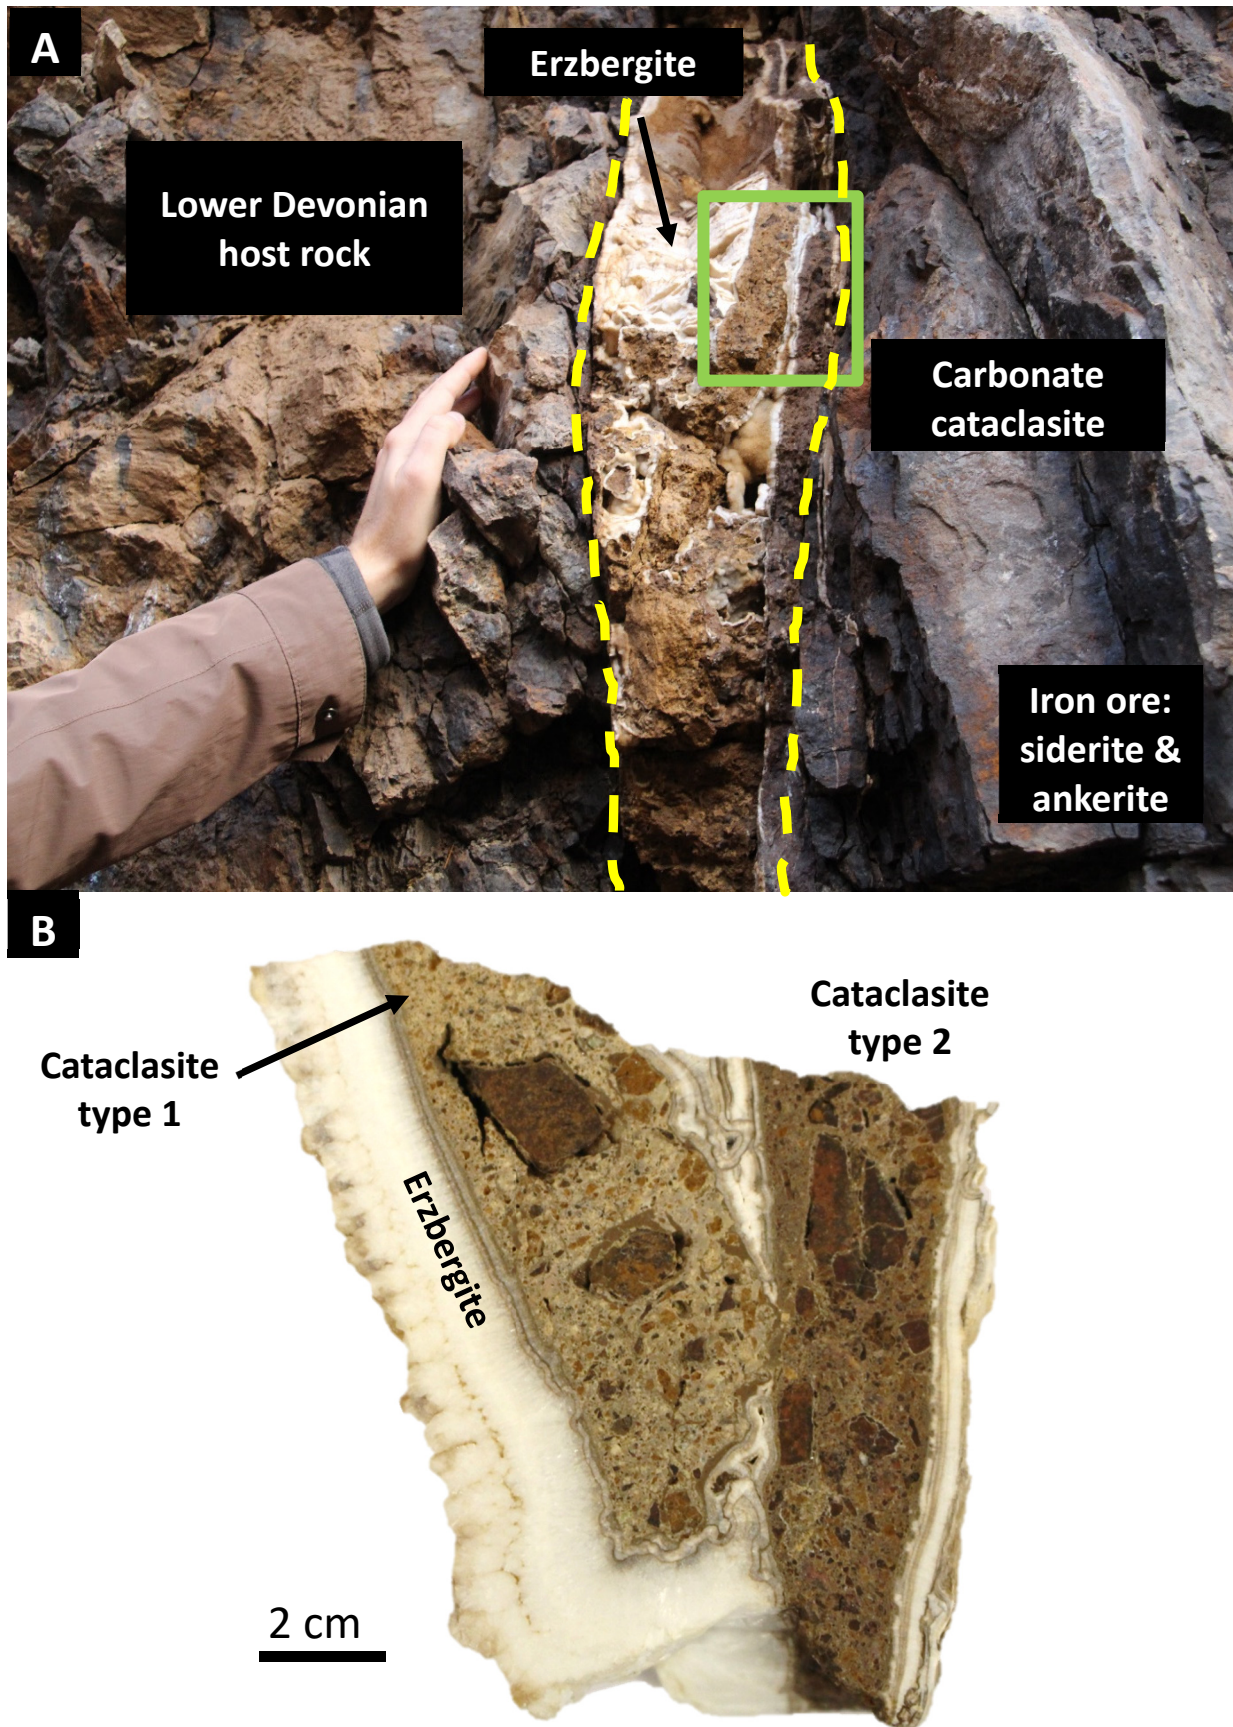 A
Erzbergite
Lower Devonian
host rock
Carbonate
cataclasite
Iron ore:
siderite &
ankerite
B
Cataclasite
type 2
Cataclasite
type 1
Erzbergite
2 cm